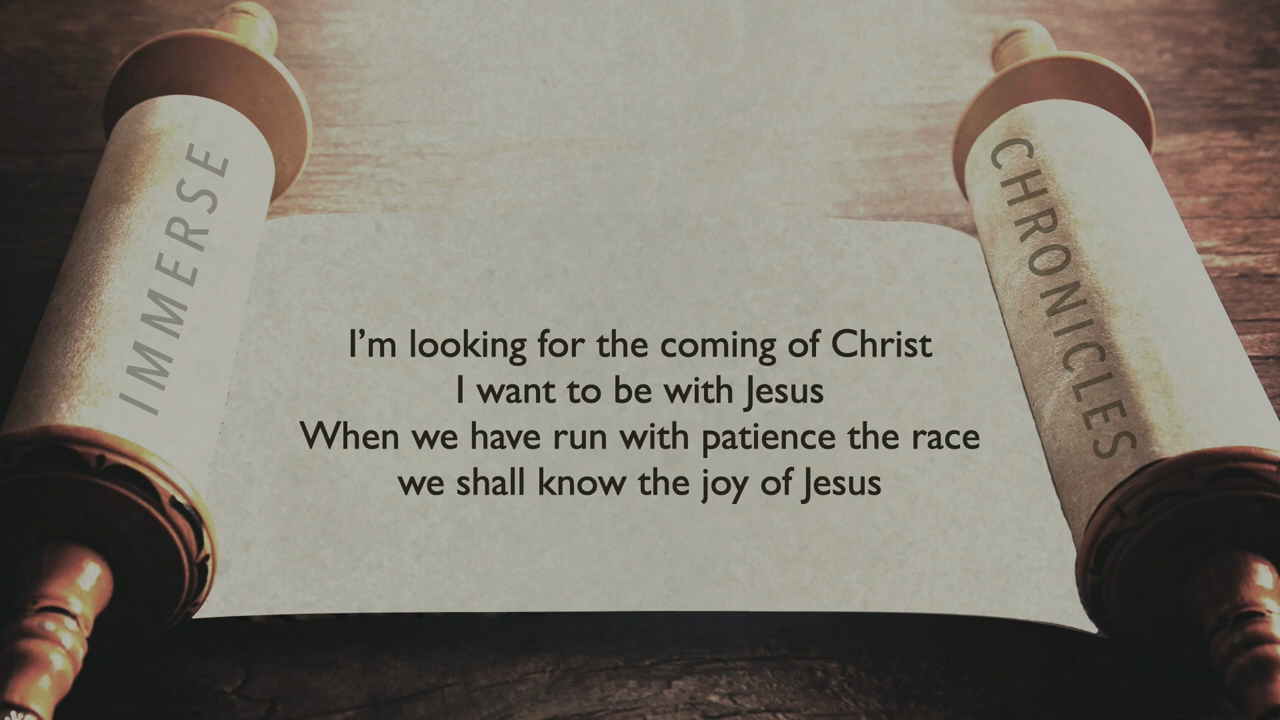 IMMERSE
CHRONICLES
I'm looking for the coming of Christ
I want to be with Jesus
When we have run with patience the race
we shall know the joy of Jesus